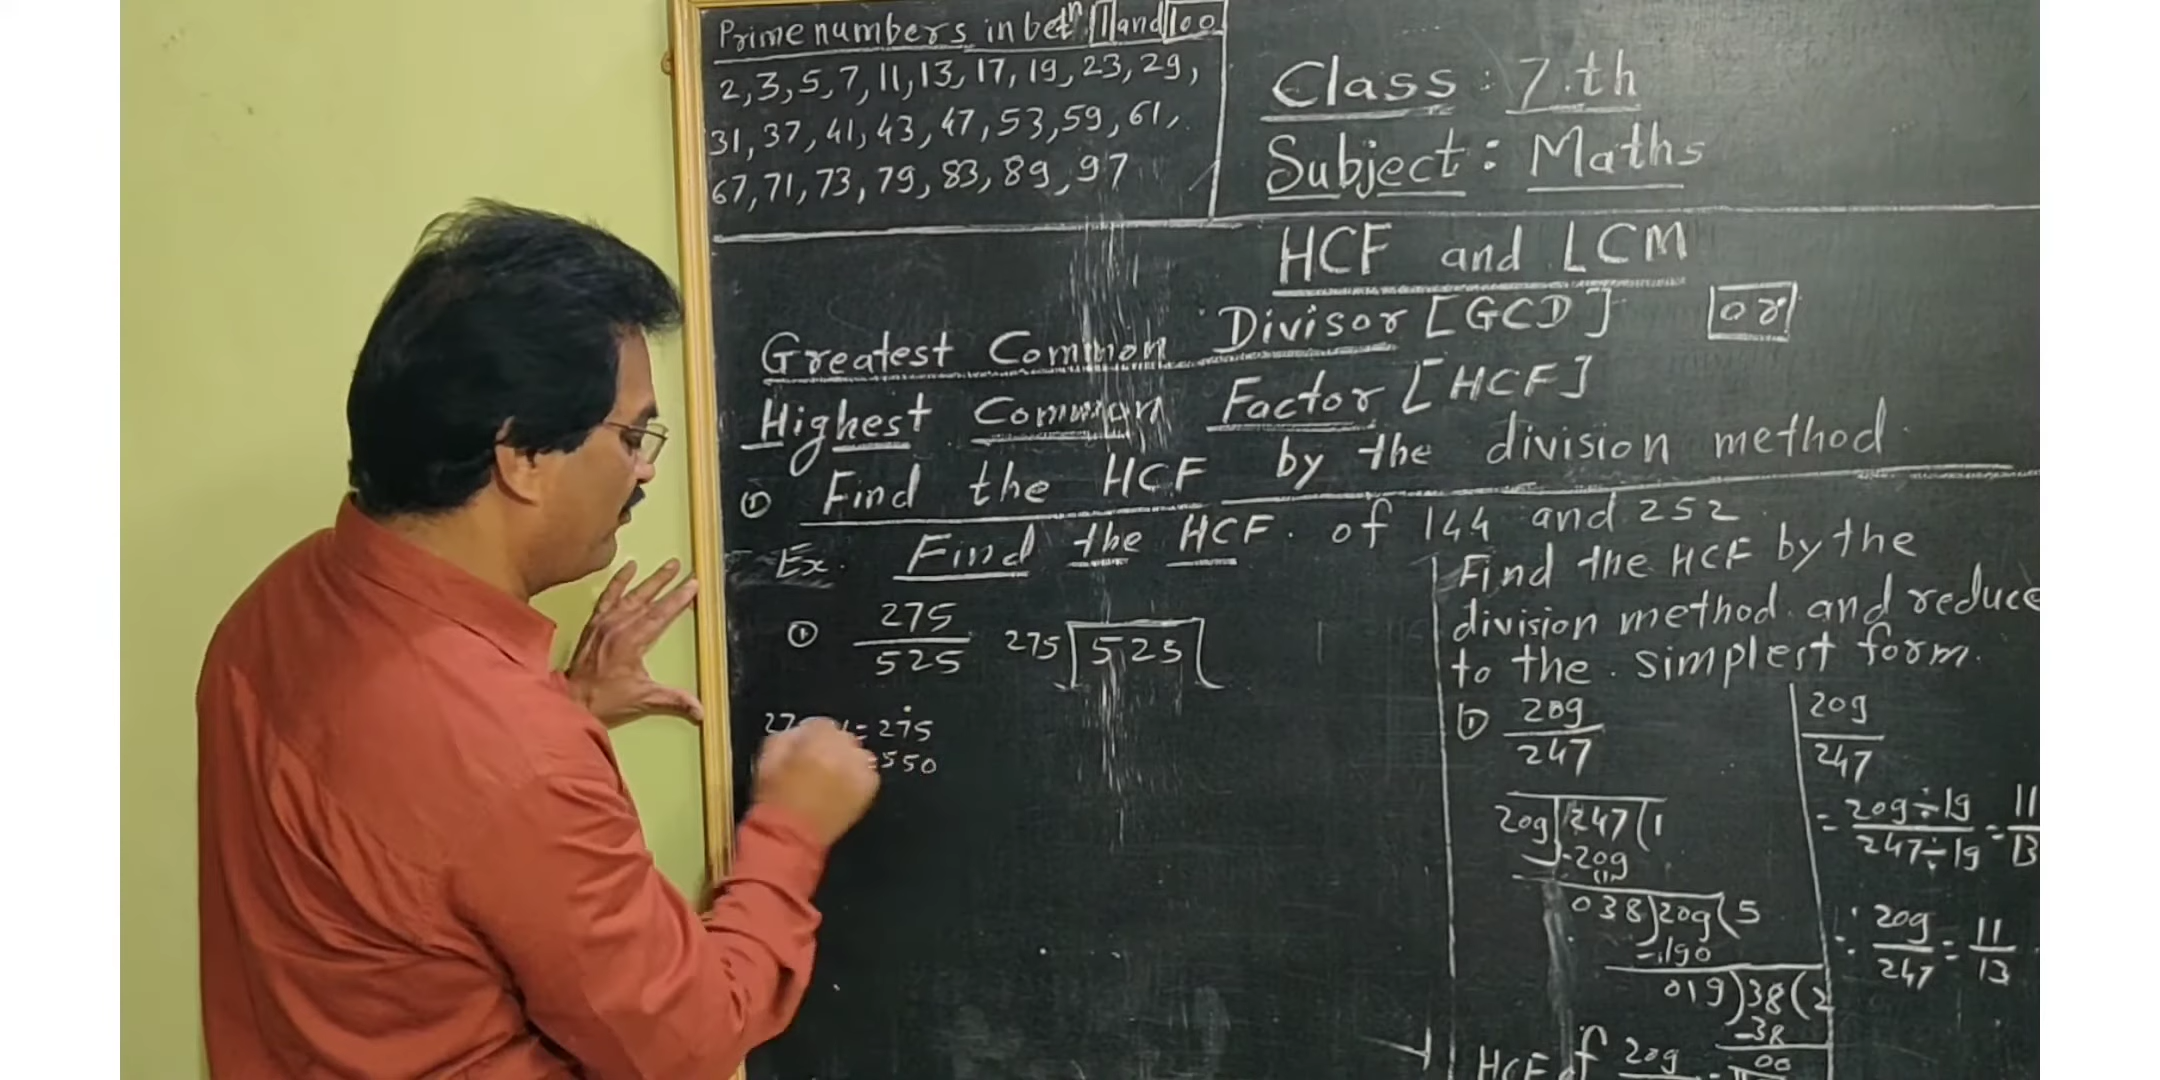 Prime numbers in betn 1 and 100
2, 3, 5, 7, 11, 13, 17, 19, 23, 29,
31, 37, 41, 43, 47, 53, 59, 61,
67, 71, 73, 79, 83, 89, 97
Class : 7.th
Subject : Maths
HCF and LCM
Greatest Common Divisor [GCD] or
Highest Common Factor [HCF]
① Find the HCF by the division method
Ex. Find the HCF. of 144 and 252
① 275
525
275 525
= 275
= 550
Find the HCF by the
division method. and reduce
to the simplest form.
① 209
247
209 247 ( 1
- 209
038 ) 209 ( 5
- 190
019 ) 38 ( 2
- 38
00
HCF of 209
209
247
= 209 ÷ 19 = 11
247 ÷ 19 13
∴ 209 = 11
247 13